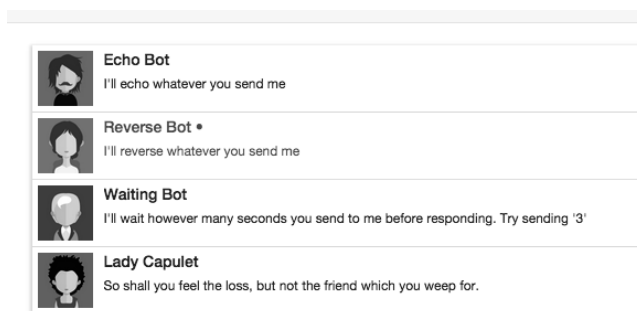 Echo Bot
I'll echo whatever you send me
Reverse Bot •
I'll reverse whatever you send me
Waiting Bot
I'll wait however many seconds you send to me before responding. Try sending '3'
Lady Capulet
So shall you feel the loss, but not the friend which you weep for.